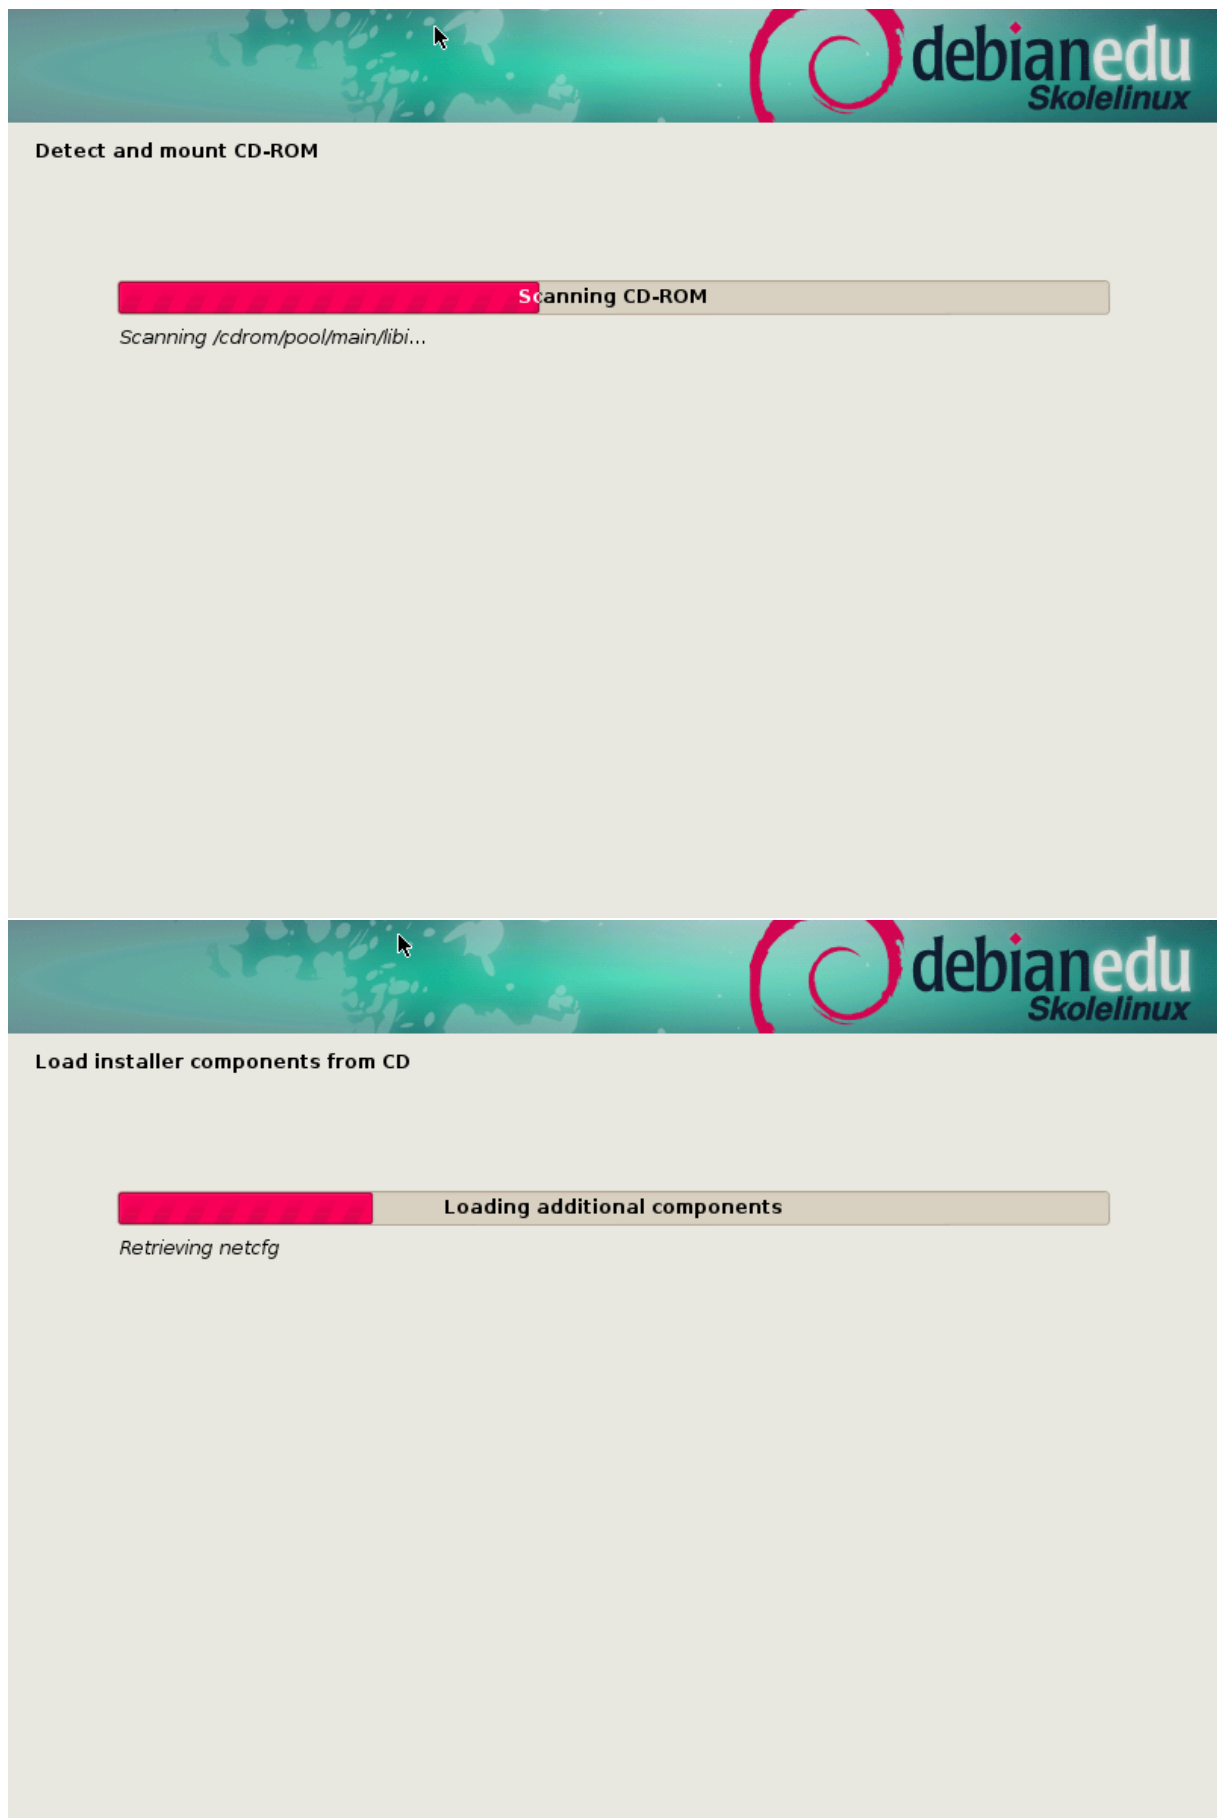 debianedu
Skolelinux
Detect and mount CD-ROM
Scanning CD-ROM
Scanning /cdrom/pool/main/libi...
debianedu
Skolelinux
Load installer components from CD
Loading additional components
Retrieving netcfg